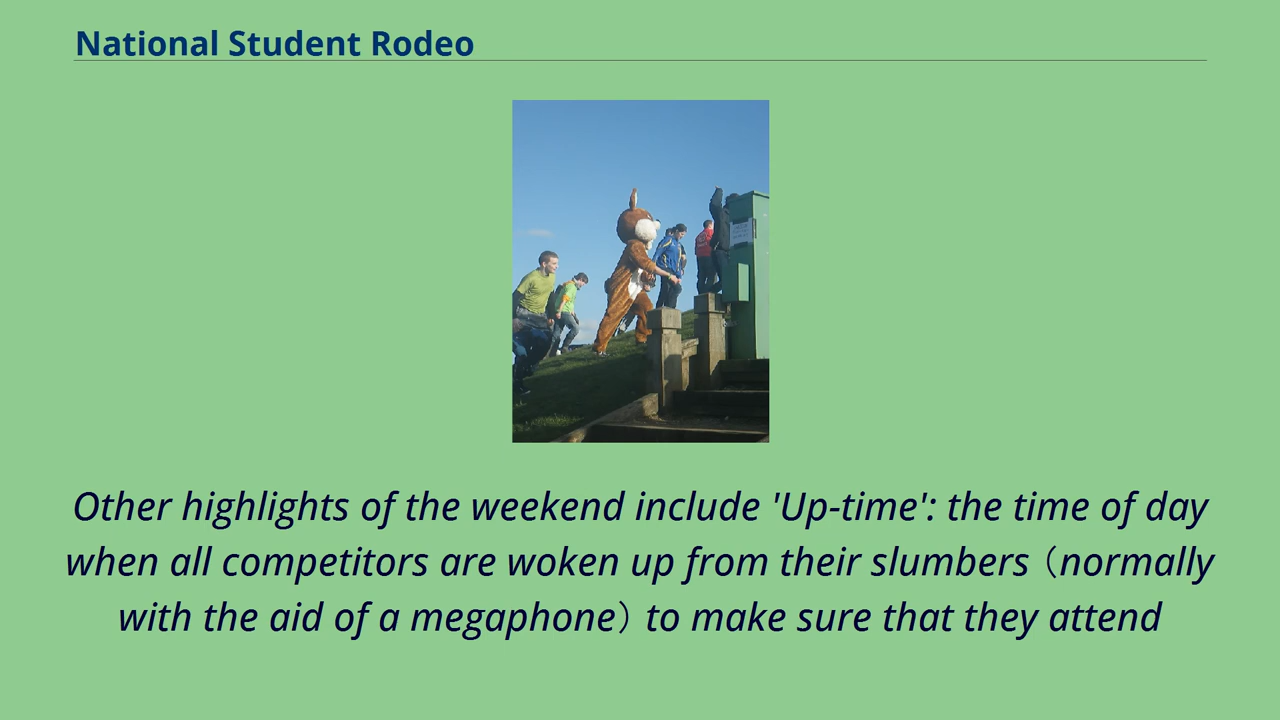 National Student Rodeo
Other highlights of the weekend include 'Up-time': the time of day
when all competitors are woken up from their slumbers (normally
with the aid of a megaphone) to make sure that they attend